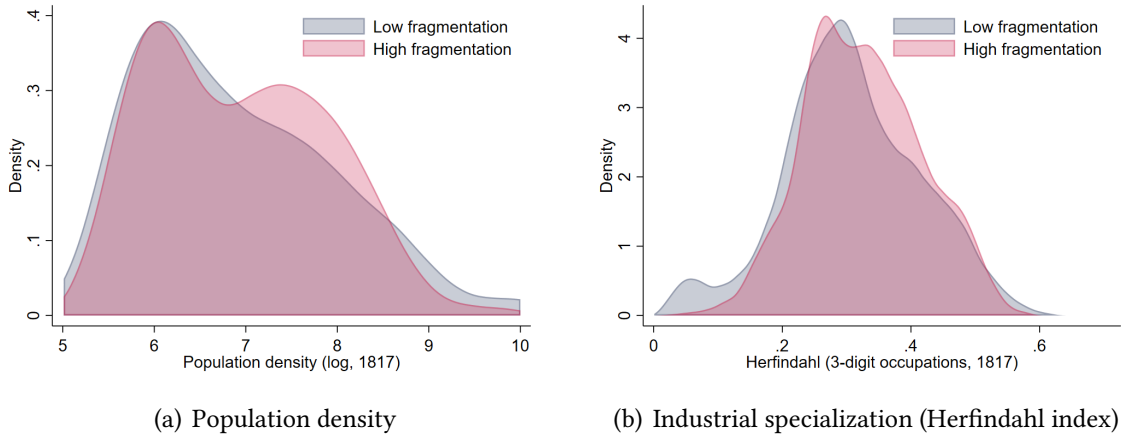 .4
.3
.2
.1
0
Density
Low fragmentation
High fragmentation
5 6 7 8 9 10
Population density (log, 1817)
(a) Population density
4
3
2
1
0
Density
Low fragmentation
High fragmentation
0 .2 .4 .6
Herfindahl (3-digit occupations, 1817)
(b) Industrial specialization (Herfindahl index)